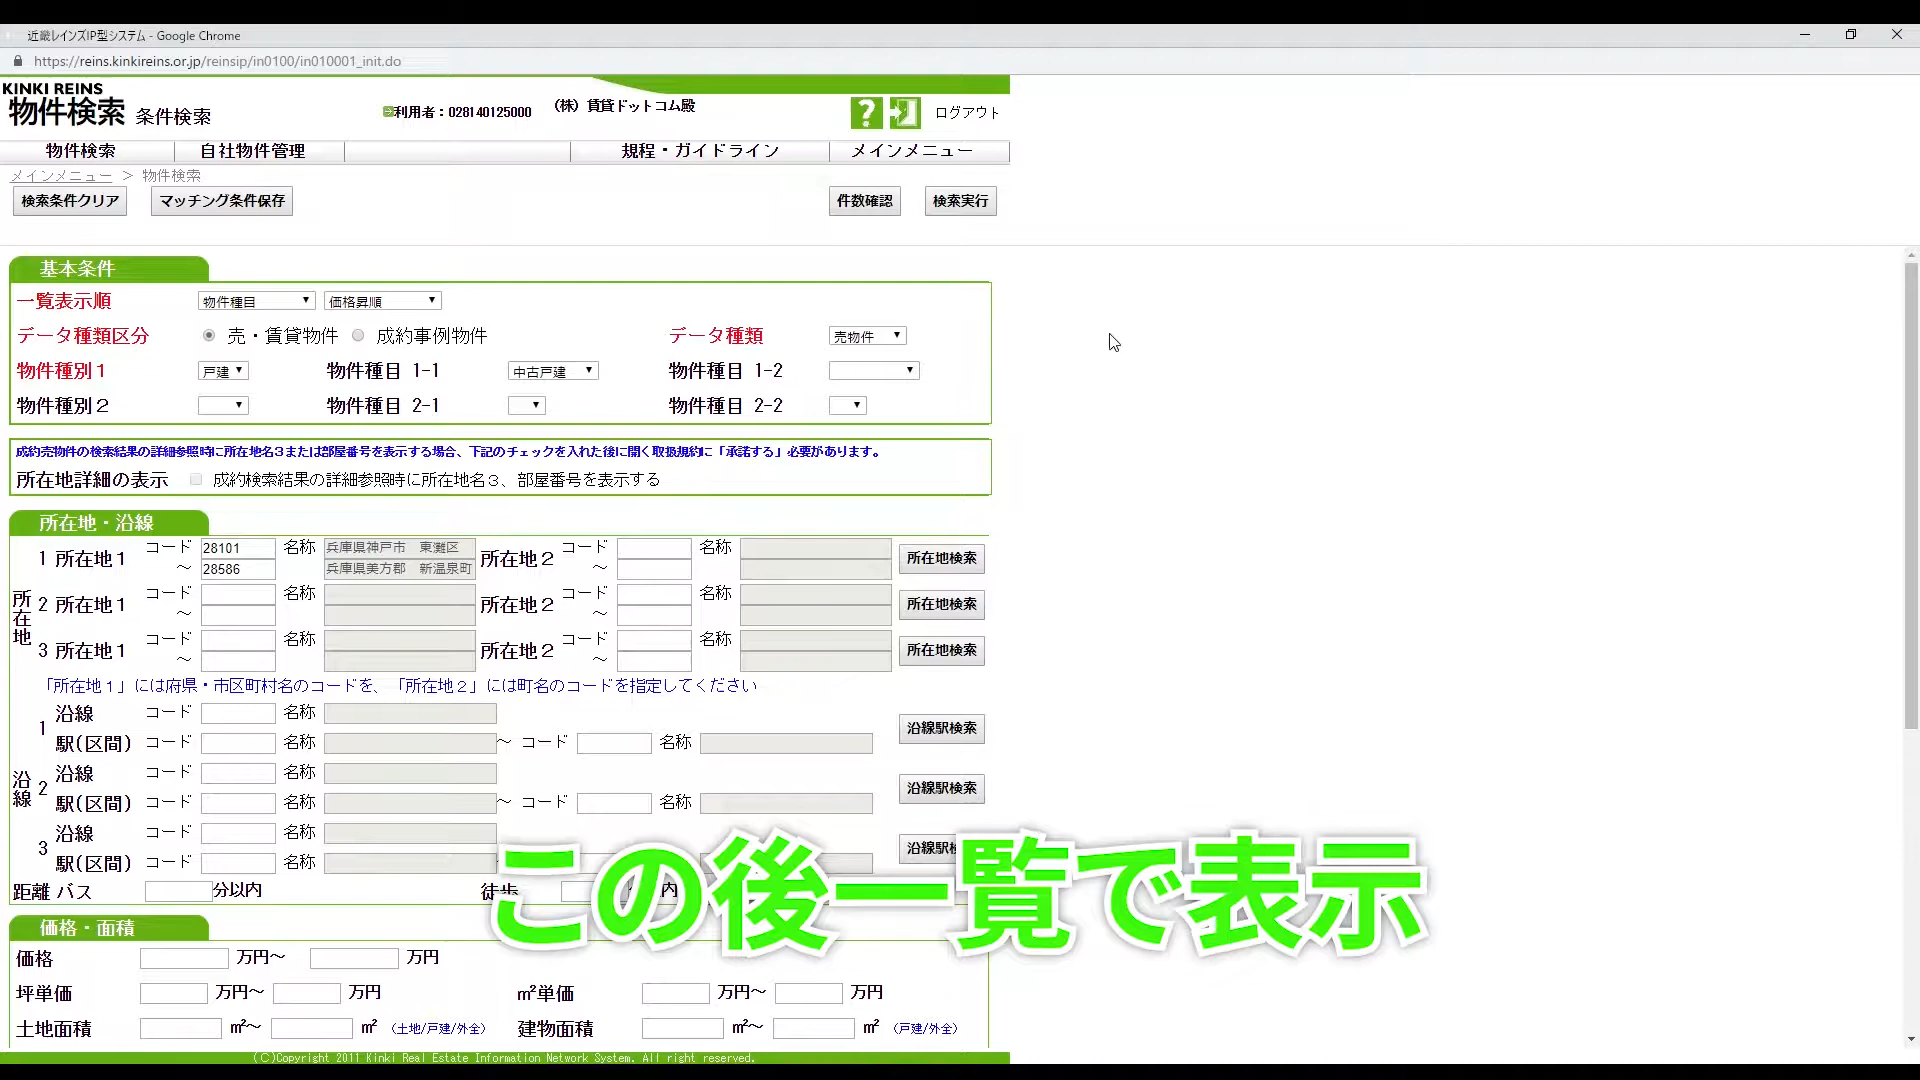 近畿レインズIP型システム - Google Chrome
https://reins.kinkireins.or.jp/reinsip/in0100/in010001_init.do
KINKI REINS
物件検索 条件検索 利用者：028140125000 （株）賃貸ドットコム殿 ? ログアウト
物件検索 自社物件管理 規程・ガイドライン メインメニュー
メインメニュー > 物件検索
検索条件クリア マッチング条件保存 件数確認 検索実行
基本条件
一覧表示順 物件種目 価格昇順
データ種類区分 売・賃貸物件 成約事例物件 データ種類 売物件
物件種別１ 戸建 物件種目 1-1 中古戸建 物件種目 1-2
物件種別２ 物件種目 2-1 物件種目 2-2
成約売物件の検索結果の詳細参照時に所在地名３または部屋番号を表示する場合、下記のチェックを入れた後に開く取扱規約に「承諾する」必要があります。
所在地詳細の表示 成約検索結果の詳細参照時に所在地名３、部屋番号を表示する
所在地・沿線
所在地
1 所在地１ コード 28101 名称 兵庫県神戸市　東灘区 所在地２ コード 名称 所在地検索
～ 28586 兵庫県美方郡　新温泉町 ～
2 所在地１ コード 名称 所在地２ コード 名称 所在地検索
～ ～
3 所在地１ コード 名称 所在地２ コード 名称 所在地検索
～ ～
「所在地１」には府県・市区町村名のコードを、「所在地２」には町名のコードを指定してください
沿線
1 沿線 コード 名称 沿線駅検索
駅(区間) コード 名称 ～ コード 名称
2 沿線 コード 名称 沿線駅検索
駅(区間) コード 名称 ～ コード 名称
3 沿線 コード 名称 沿線駅
駅(区間) コード 名称
距離 バス 分以内 徒歩 内
この後一覧で表示
価格・面積
価格 万円～ 万円
坪単価 万円～ 万円 ㎡単価 万円～ 万円
土地面積 ㎡～ ㎡ （土地/戸建/外全） 建物面積 ㎡～ ㎡ （戸建/外全）
(C)Copyright 2011 Kinki Real Estate Information Network System. All right reserved.